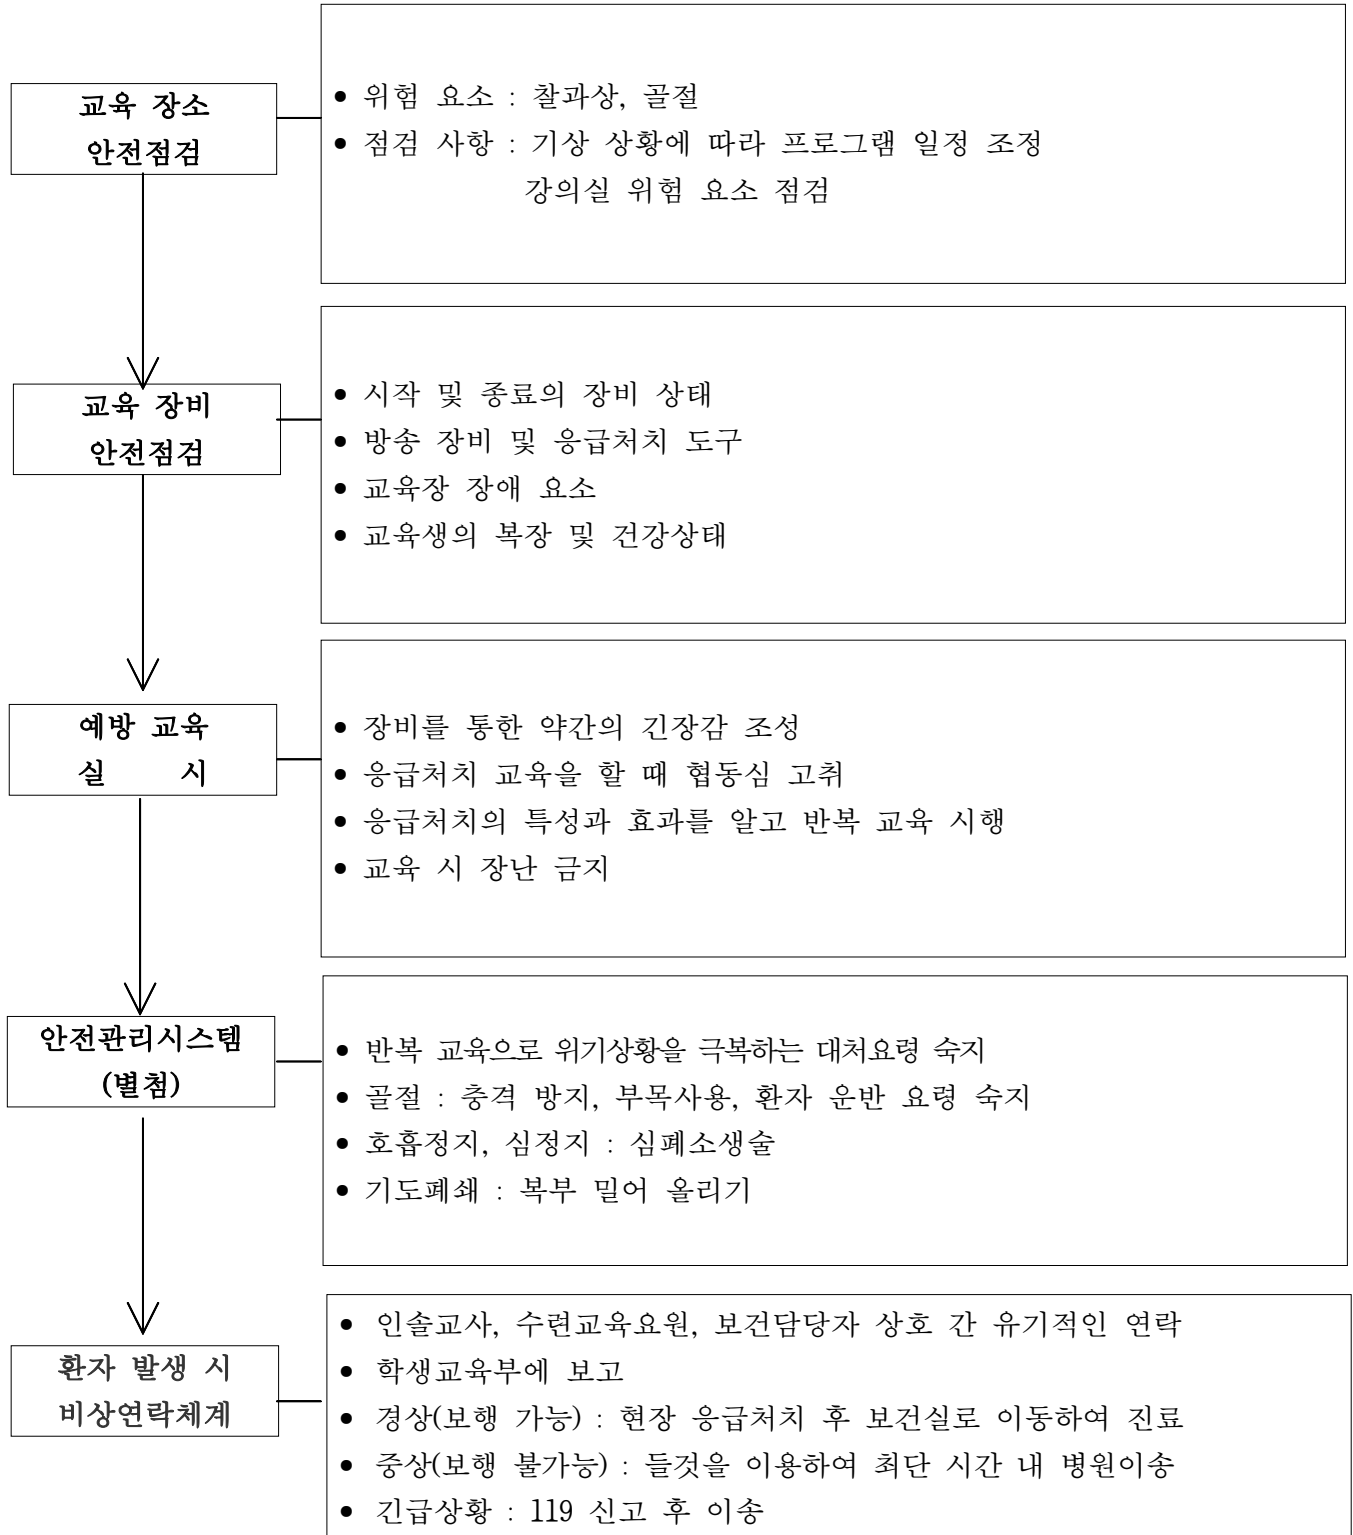 교육 장소
안전점검
• 위험 요소 : 찰과상, 골절
• 점검 사항 : 기상 상황에 따라 프로그램 일정 조정
강의실 위험 요소 점검
교육 장비
안전점검
• 시작 및 종료의 장비 상태
• 방송 장비 및 응급처치 도구
• 교육장 장애 요소
• 교육생의 복장 및 건강상태
예방 교육
실 시
• 장비를 통한 약간의 긴장감 조성
• 응급처치 교육을 할 때 협동심 고취
• 응급처치의 특성과 효과를 알고 반복 교육 시행
• 교육 시 장난 금지
안전관리시스템
(별첨)
• 반복 교육으로 위기상황을 극복하는 대처요령 숙지
• 골절 : 충격 방지, 부목사용, 환자 운반 요령 숙지
• 호흡정지, 심정지 : 심폐소생술
• 기도폐쇄 : 복부 밀어 올리기
환자 발생 시
비상연락체계
• 인솔교사, 수련교육요원, 보건담당자 상호 간 유기적인 연락
• 학생교육부에 보고
• 경상(보행 가능) : 현장 응급처치 후 보건실로 이동하여 진료
• 중상(보행 불가능) : 들것을 이용하여 최단 시간 내 병원이송
• 긴급상황 : 119 신고 후 이송